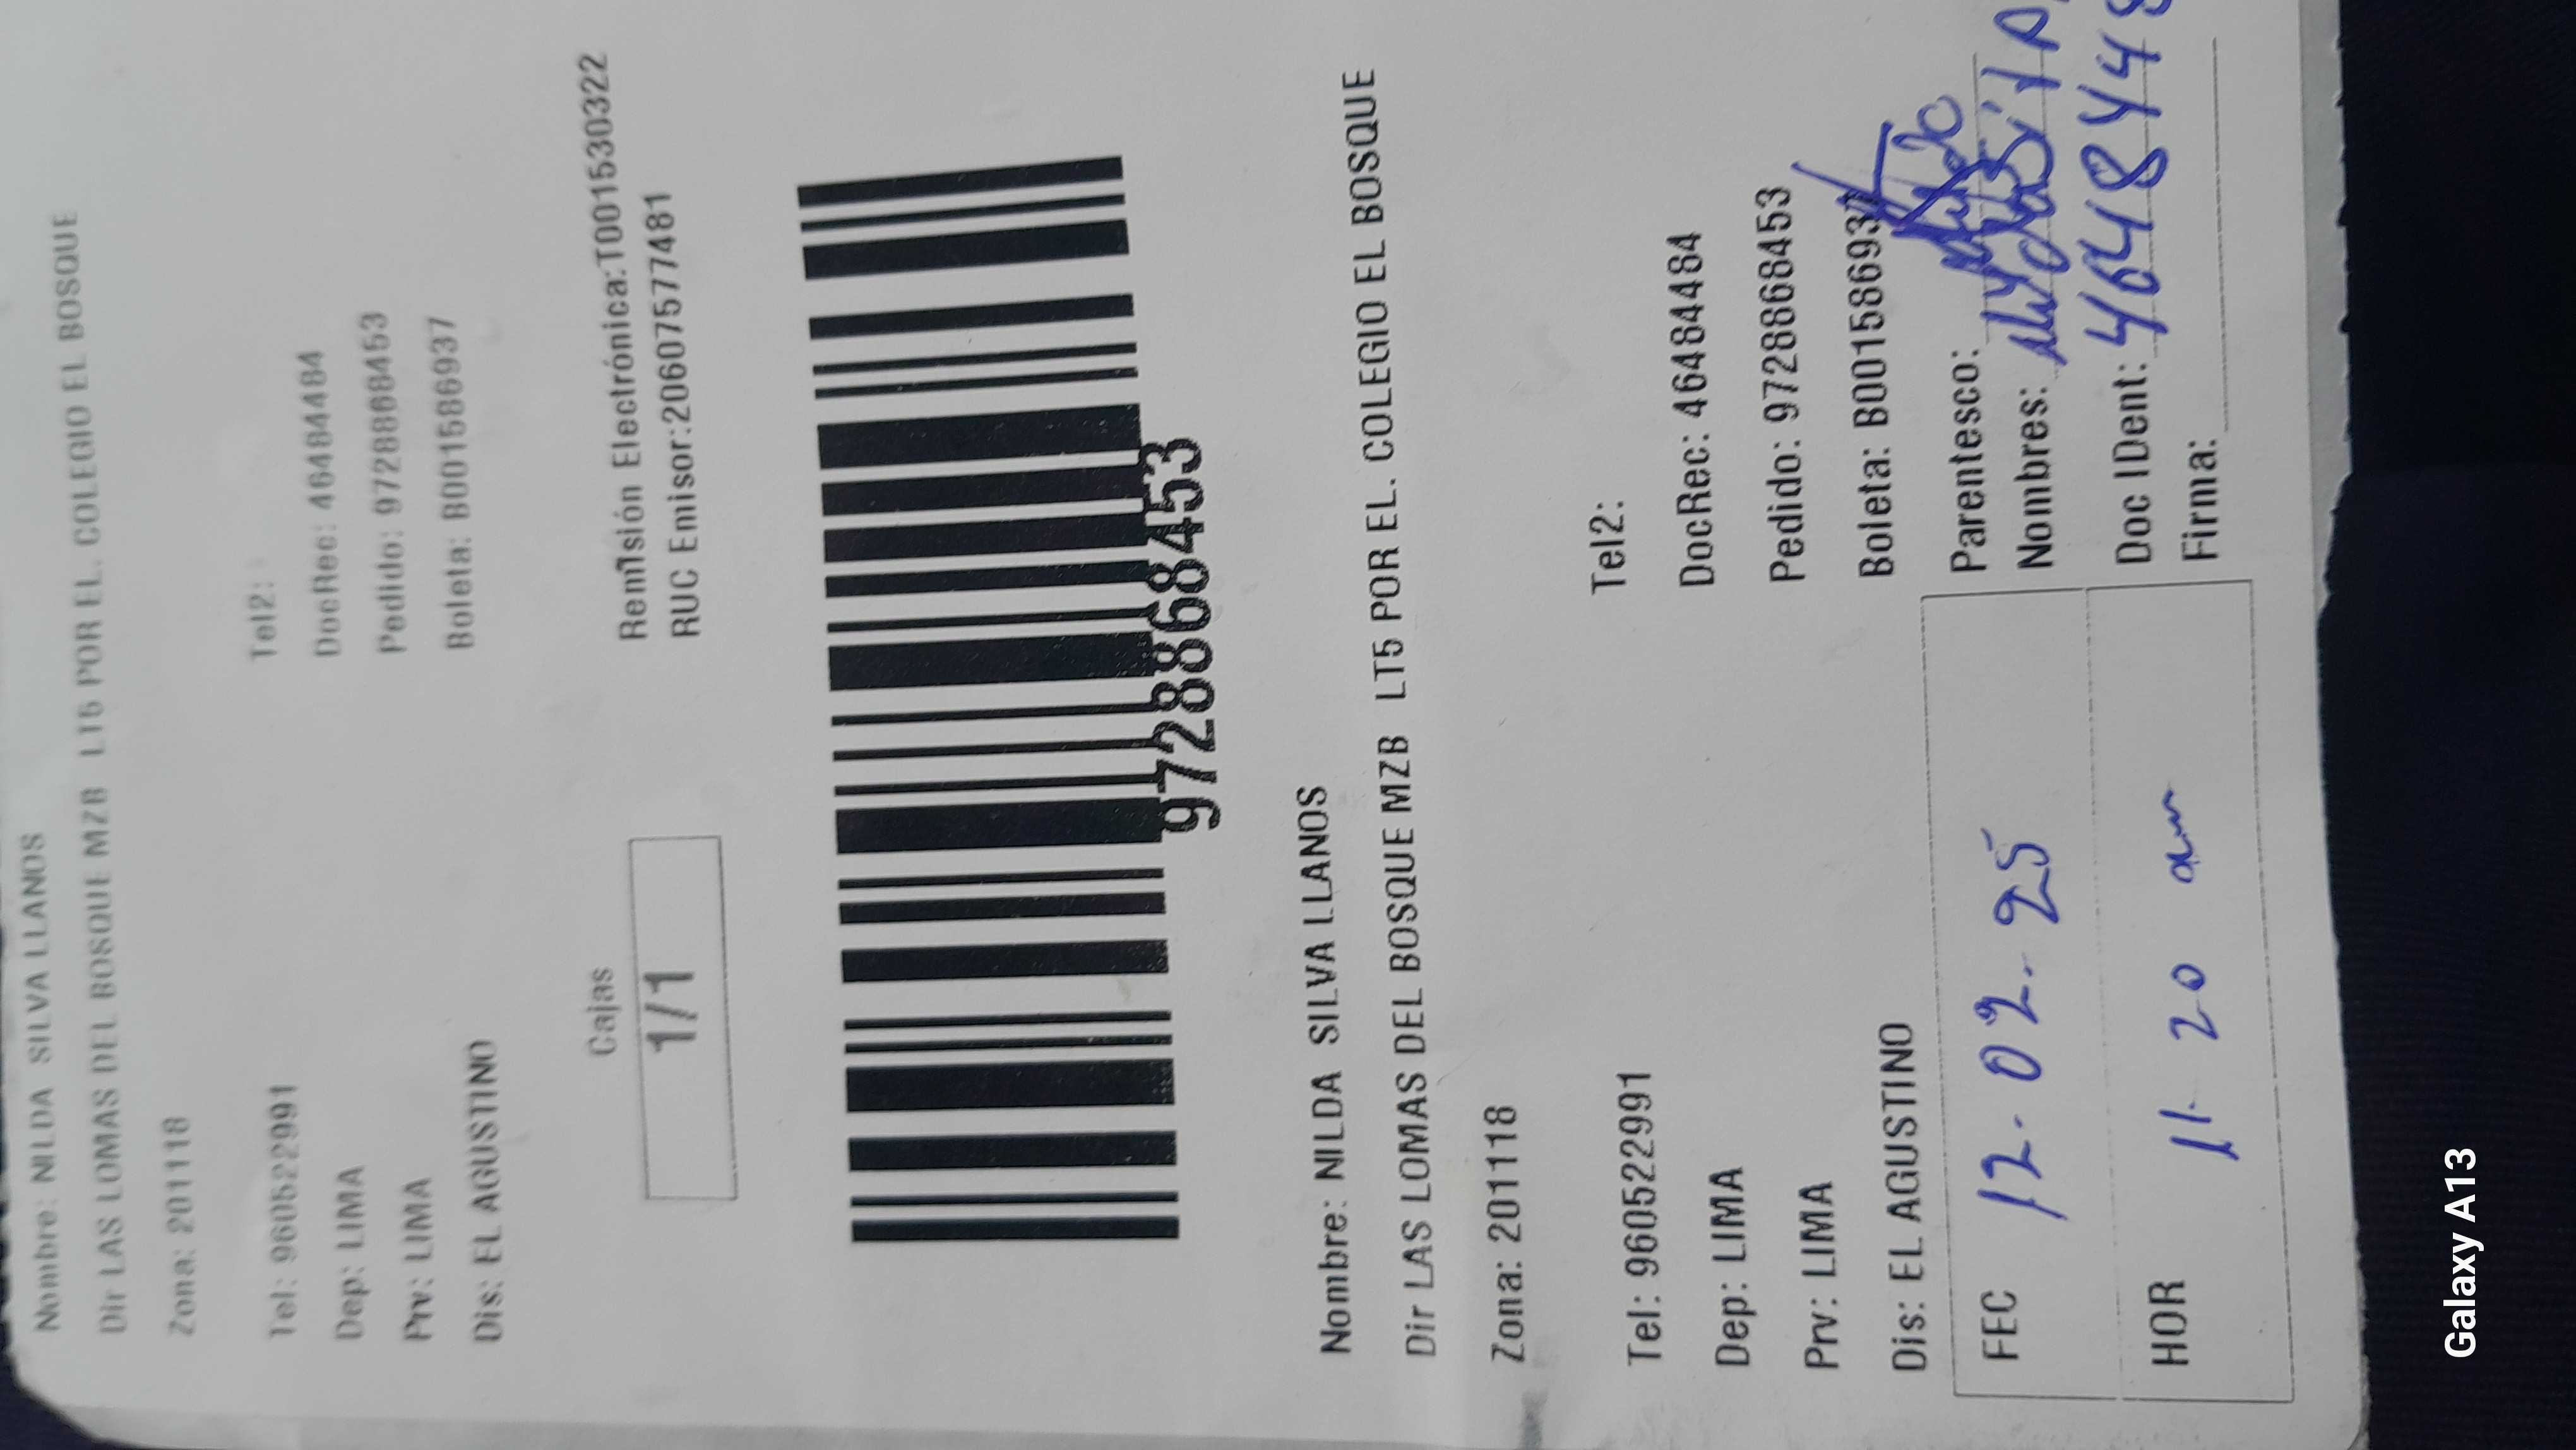 Nombre: NILDA SILVA LLANOS
Dir LAS LOMAS DEL BOSQUE MZB LT5 POR EL. COLEGIO EL BOSQUE
Zona: 201118
Tel: 960522991 Tel2:
Dep: LIMA DocRec: 46484484
Prv: LIMA Pedido: 9728868453
Dis: EL AGUSTINO Boleta: B001586937
Cajas
1/1
Remisión Electrónica:T001530322
RUC Emisor:20607577481
9728868453
Nombre: NILDA SILVA LLANOS
Dir LAS LOMAS DEL BOSQUE MZB LT5 POR EL. COLEGIO EL BOSQUE
Zona: 201118
Tel: 960522991 Tel2:
Dep: LIMA DocRec: 46484484
Prv: LIMA Pedido: 9728868453
Dis: EL AGUSTINO Boleta: B001586937
FEC 12.02.25
HOR 11.20 am
Parentesco:
Nombres:
Doc IDent: 464844
Firma:
Galaxy A13